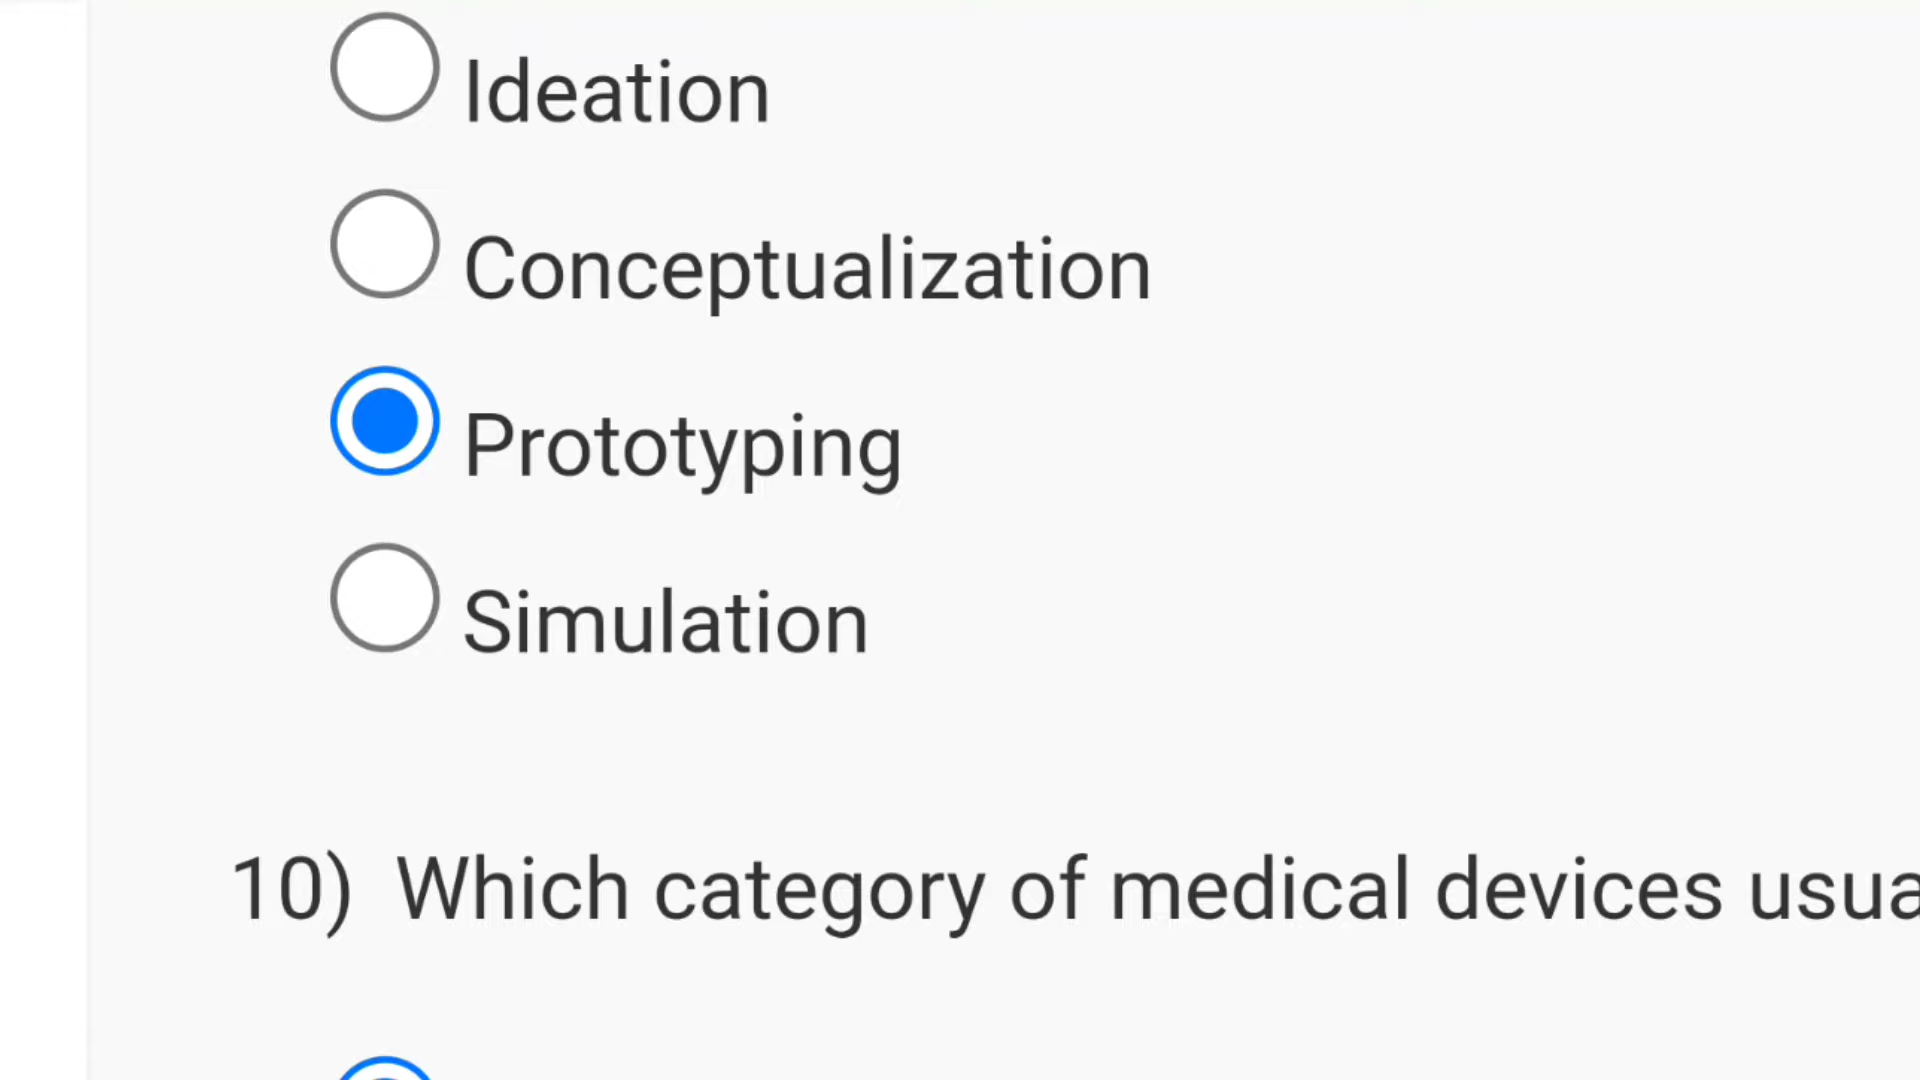 Ideation
Conceptualization
Prototyping
Simulation
10) Which category of medical devices